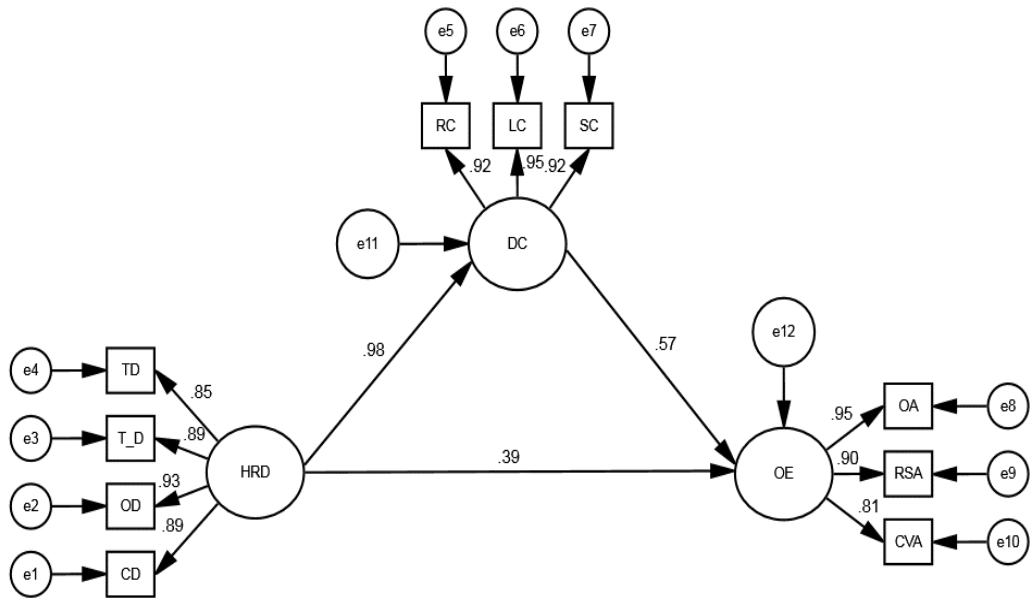 e5 e6 e7
RC LC SC
.92 .95 .92
e11 DC
e12
.98 .57
e4 TD .85
e3 T_D .89
HRD .39 OE
e2 OD .93
e1 CD .89
.95 OA e8
.90 RSA e9
.81 CVA e10